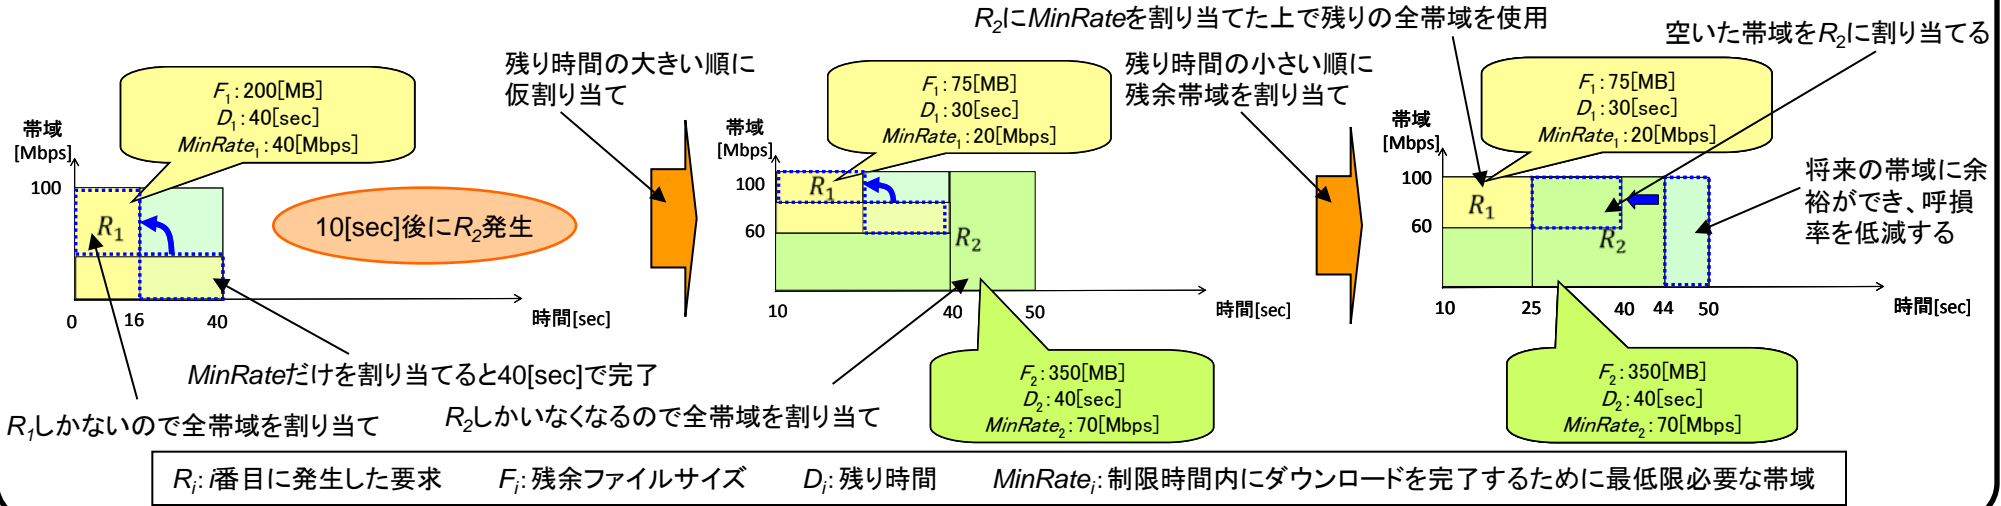 R2にMinRateを割り当てた上で残りの全帯域を使用
空いた帯域をR2に割り当てる
残り時間の大きい順に
仮割り当て
残り時間の小さい順に
残余帯域を割り当て
F1:200[MB]
D1:40[sec]
MinRate1:40[Mbps]
帯域
[Mbps]
100
R1
0
16
40
時間[sec]
10[sec]後にR2発生
MinRateだけを割り当てると40[sec]で完了
R1しかないので全帯域を割り当て
F1:75[MB]
D1:30[sec]
MinRate1:20[Mbps]
帯域
[Mbps]
100
60
R1
R2
10
40
50
時間[sec]
R2しかいなくなるので全帯域を割り当て
F2:350[MB]
D2:40[sec]
MinRate2:70[Mbps]
F1:75[MB]
D1:30[sec]
MinRate1:20[Mbps]
帯域
[Mbps]
100
60
R1
R2
10
25
40
44
50
時間[sec]
将来の帯域に余
裕ができ、呼損
率を低減する
F2:350[MB]
D2:40[sec]
MinRate2:70[Mbps]
Ri:i番目に発生した要求 Fi:残余ファイルサイズ Di:残り時間 MinRatei:制限時間内にダウンロードを完了するために最低限必要な帯域